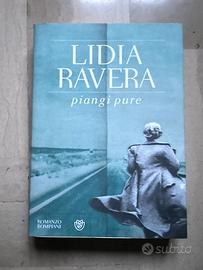 LIDIA
RAVERA
piangi pure
ROMANZO
BOMPIANI
subito